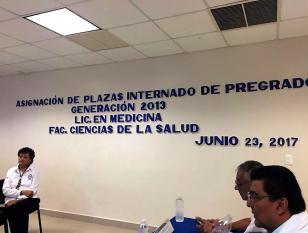 ASIGNACIÓN DE PLAZAS INTERNADO DE PREGRADO
GENERACIÓN 2013
LIC. EN MEDICINA
FAC. CIENCIAS DE LA SALUD
JUNIO 23, 2017